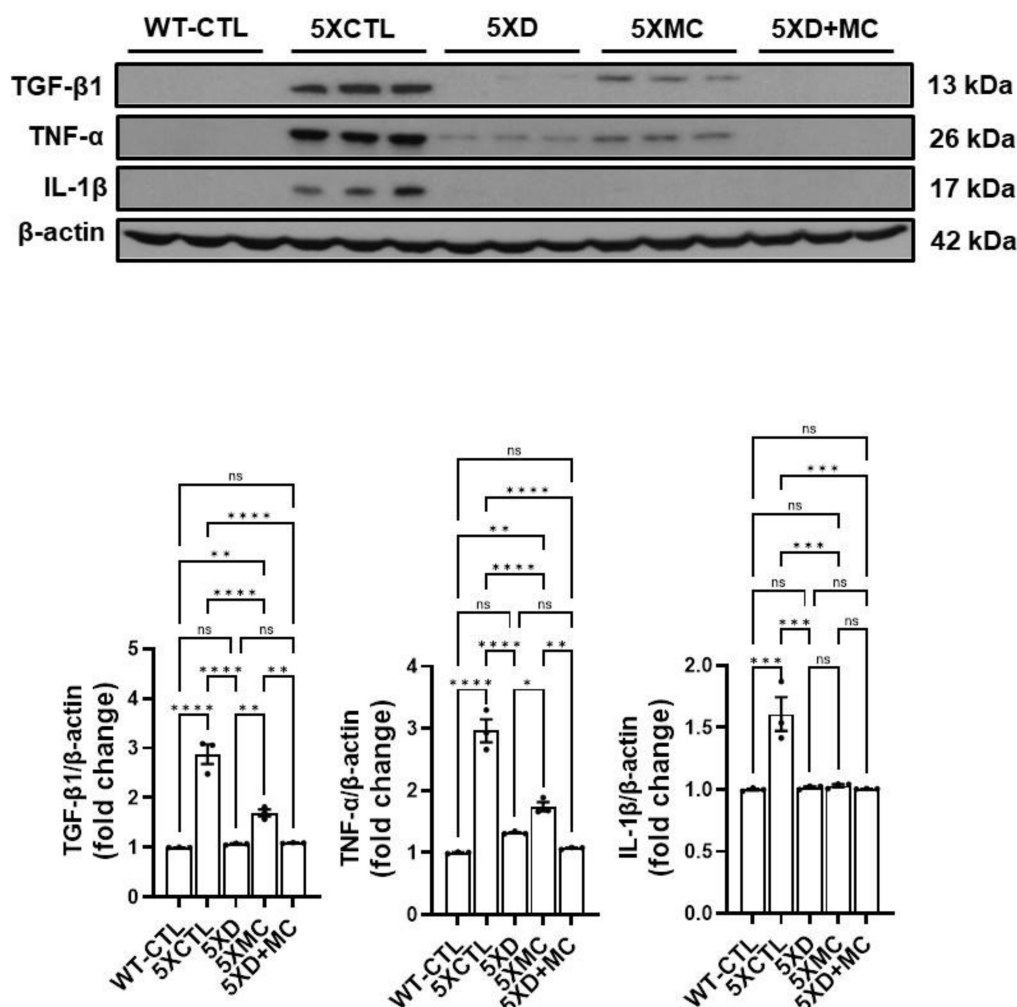 WT-CTL 5XCTL 5XD 5XMC 5XD+MC
TGF-β1 13 kDa
TNF-α 26 kDa
IL-1β 17 kDa
β-actin 42 kDa
ns
****
**
****
ns ns
**** **
**** **
TGF-β1/β-actin
(fold change)
5
4
3
2
1
0
WT-CTL
5XCTL
5XD
5XMC
5XD+MC
ns
****
**
****
ns ns
**** **
**** *
TNF-α/β-actin
(fold change)
4
3
2
1
0
WT-CTL
5XCTL
5XD
5XMC
5XD+MC
ns
***
ns
***
ns ns
*** ns
*** ns
IL-1β/β-actin
(fold change)
2.0
1.5
1.0
0.5
0.0
WT-CTL
5XCTL
5XD
5XMC
5XD+MC